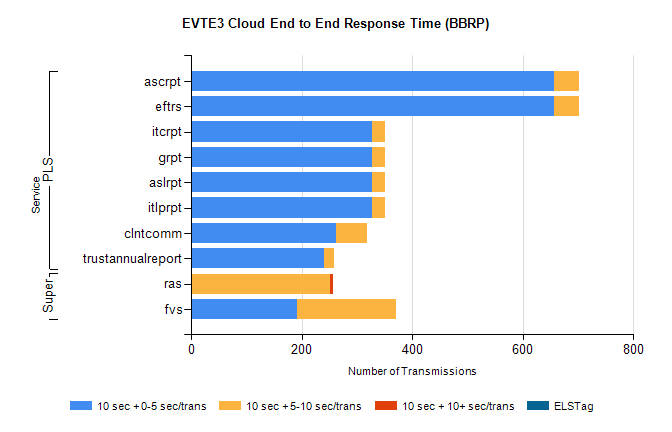 EVTE3 Cloud End to End Response Time (BBRP)
Service
PLS
Super
ascrpt
eftrs
itcrpt
grpt
aslrpt
itlprpt
clntcomm
trustannualreport
ras
fvs
0 200 400 600 800
Number of Transmissions
10 sec +0-5 sec/trans 10 sec +5-10 sec/trans 10 sec + 10+ sec/trans ELSTag